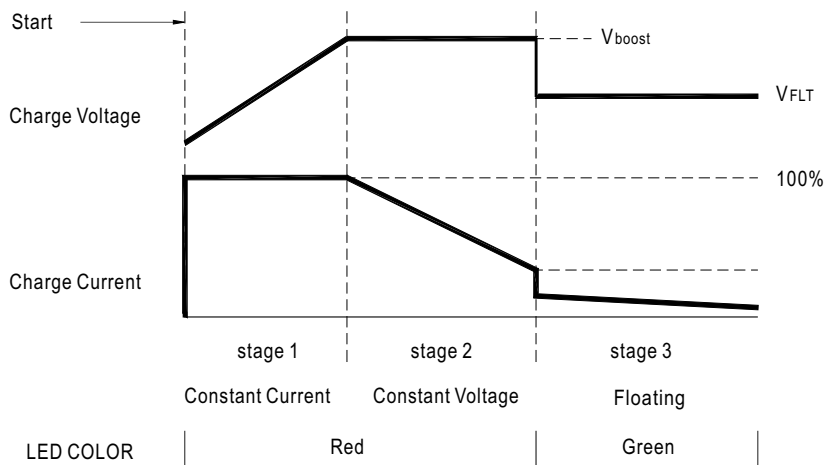 Start
Vboost
Charge Voltage
VFLT
100%
Charge Current
stage 1 stage 2 stage 3
Constant Current Constant Voltage Floating
LED COLOR Red Green